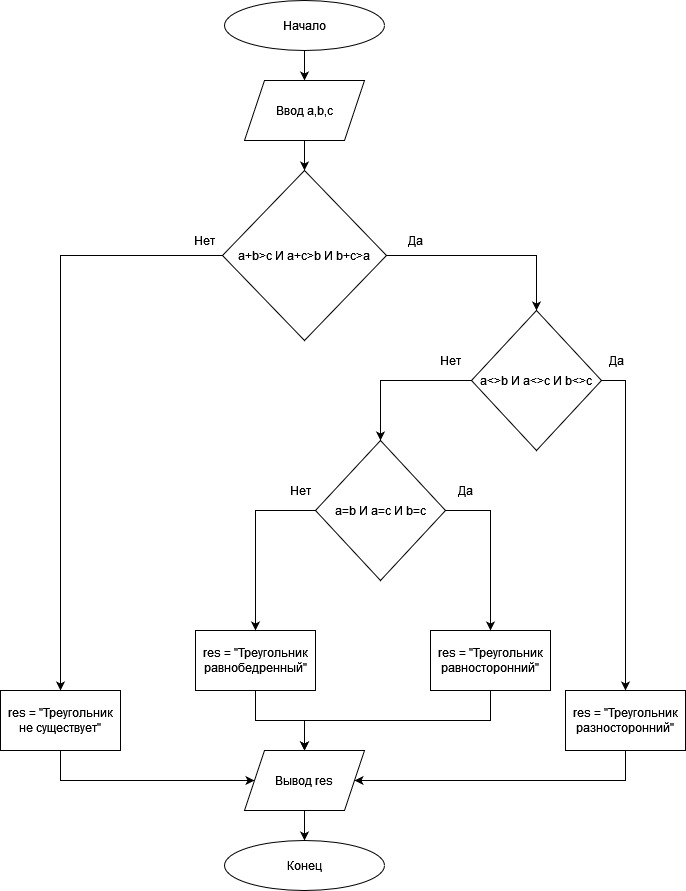 Начало
Ввод a,b,c
Нет
Да
a+b>c И a+c>b И b+c>a
Нет
Да
a<>b И a<>c И b<>c
Нет
Да
a=b И a=c И b=c
res = "Треугольник
равнобедренный"
res = "Треугольник
равносторонний"
res = "Треугольник
не существует"
res = "Треугольник
разносторонний"
Вывод res
Конец